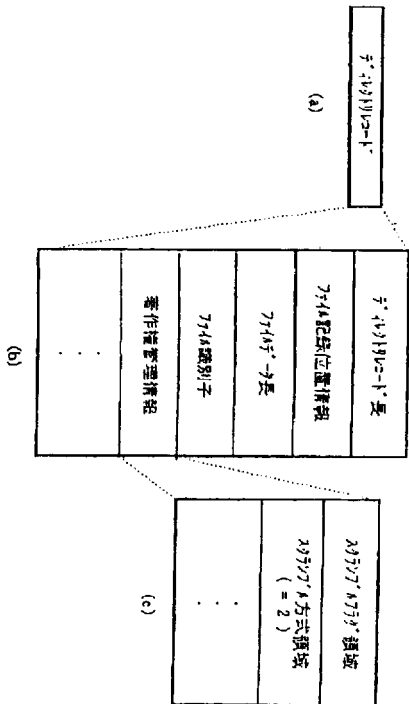 ディレクトリレコード
(a)
ディレクトリレコード長
ファイル記録位置情報
ファイルデータ長
ファイル識別子
著作権管理情報
・・・
(b)
スクランブルフラグ領域
スクランブル方式領域
( = 2 )
・・・
(c)